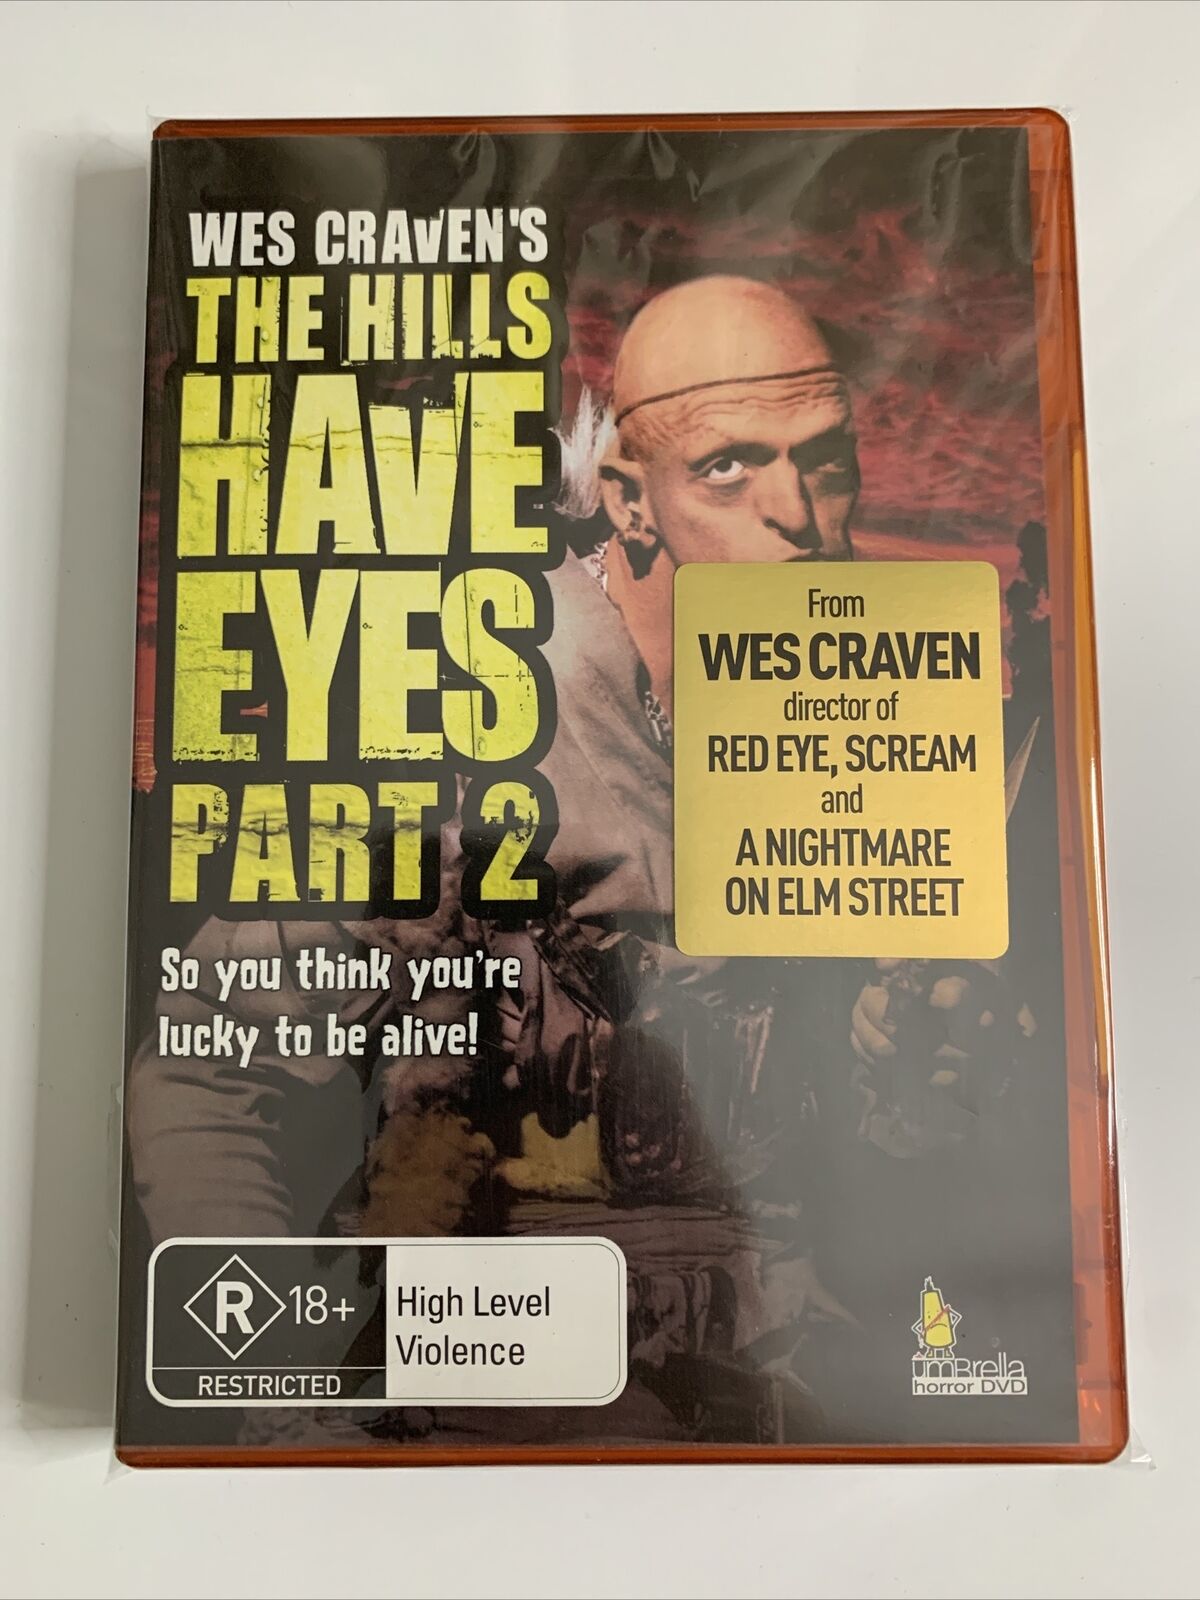 WES CRAVEN'S
THE HILLS
HAVE
EYES
PART 2
So you think you're
lucky to be alive!
From
WES CRAVEN
director of
RED EYE, SCREAM
and
A NIGHTMARE
ON ELM STREET
R 18+
RESTRICTED
High Level
Violence
umBrella
horror DVD